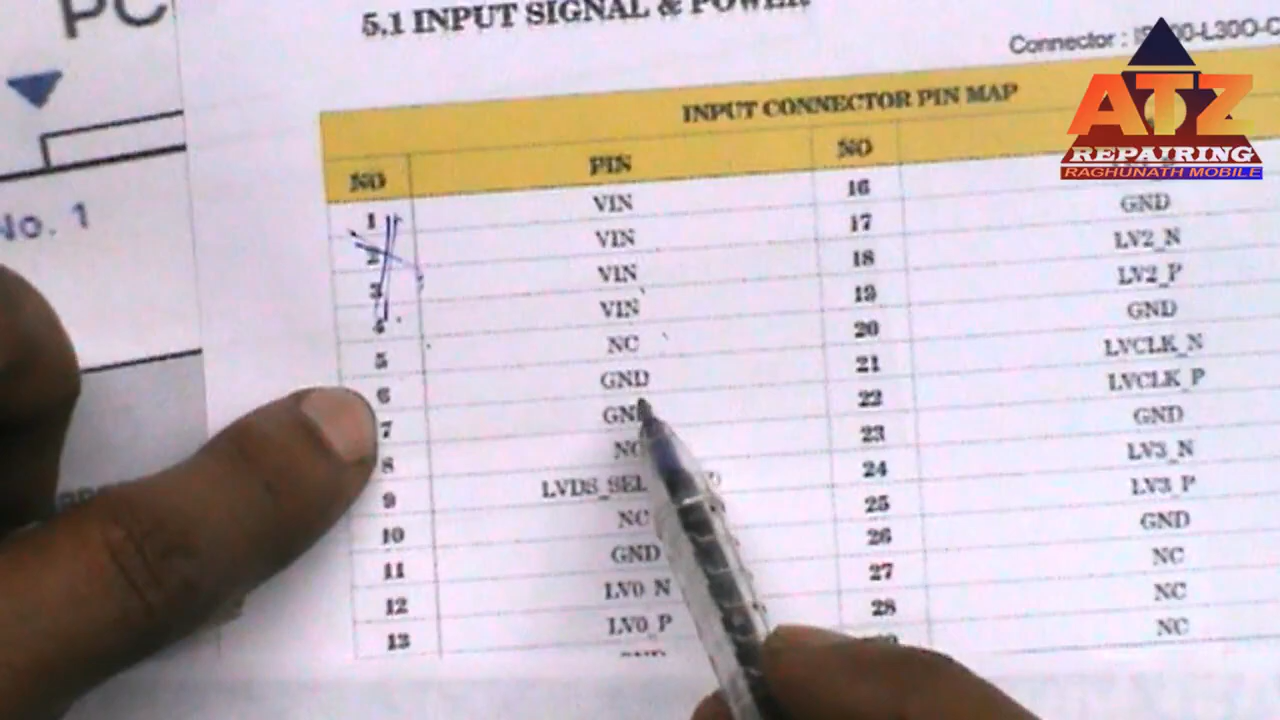 PC
No. 1
5.1 INPUT SIGNAL & POWER
Connector :
ATZ
REPAIRING
RAGHUNATH MOBILE
INPUT CONNECTOR PIN MAP
NO PIN NO
1 VIN 16
2 VIN 17 GND
3 VIN 18 LV2_N
4 VIN 19 LV2_P
5 NC 20 GND
6 GND 21 LVCLK_N
7 22 LVCLK_P
8 NC 23 GND
9 LVDS_SEL 24 LV3_N
10 NC 25 LV3_P
11 GND 26 GND
12 LV0_N 27 NC
13 LV0_P 28 NC
NC